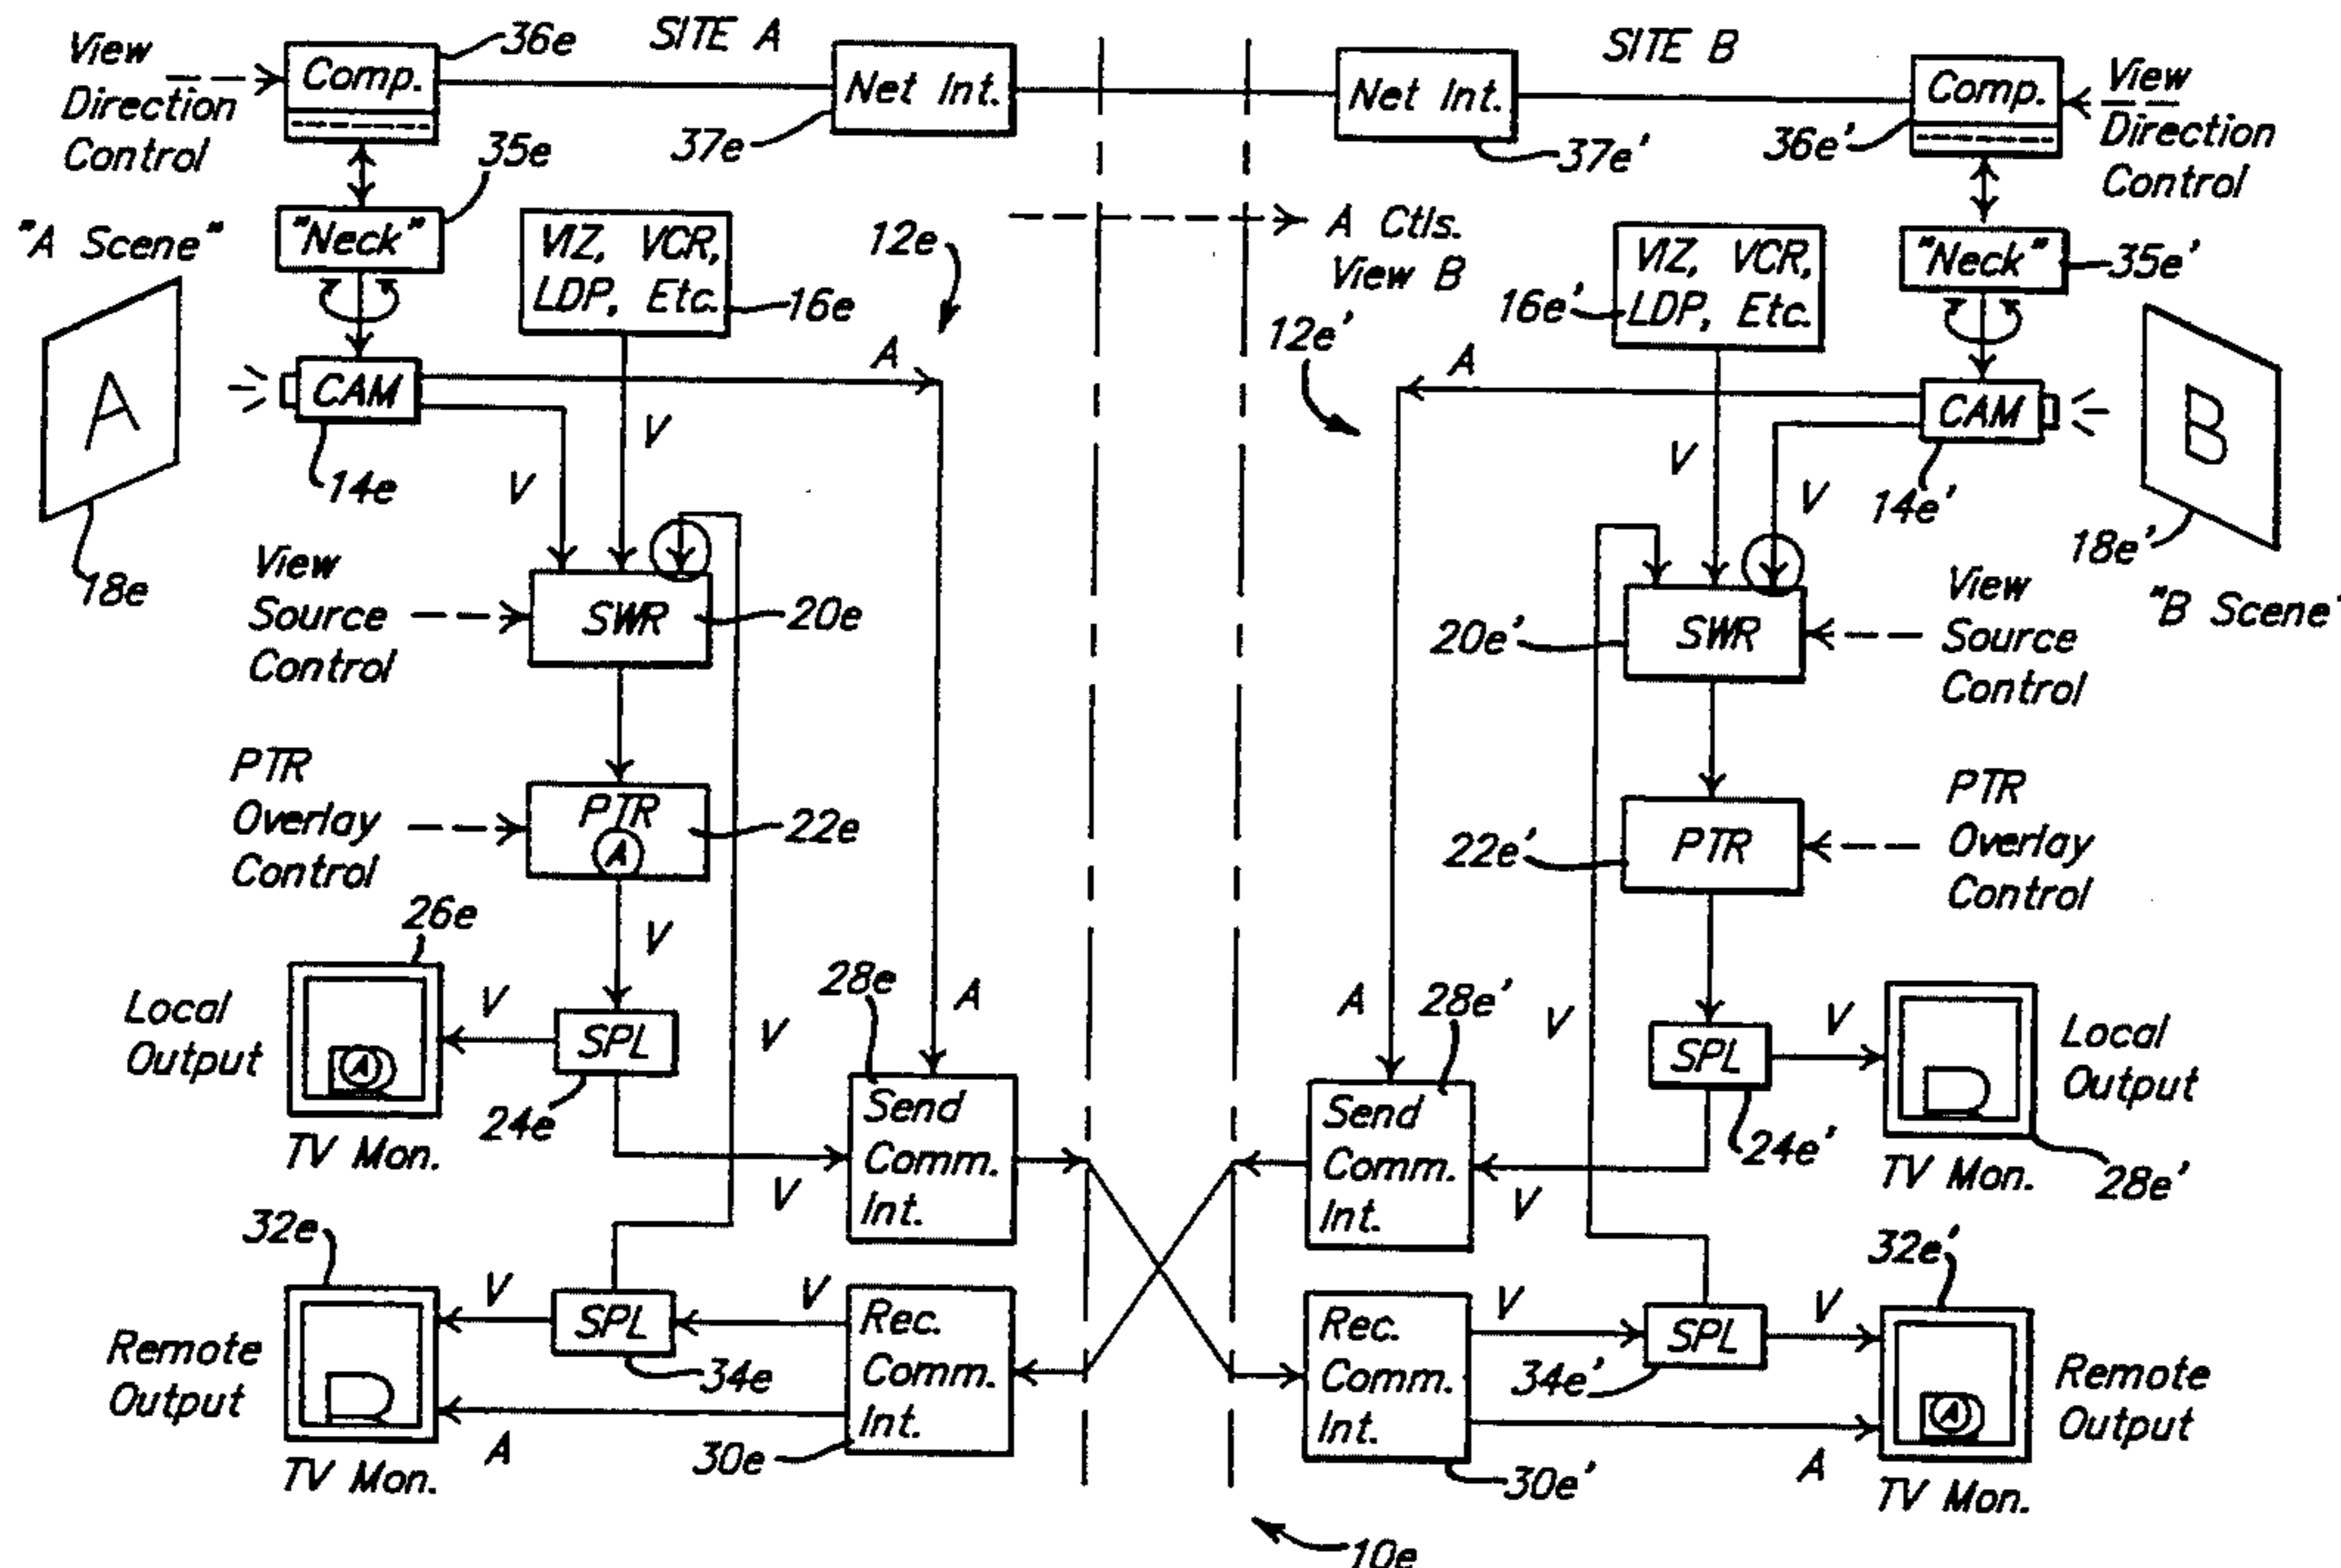 View
Direction
Control
Comp.
36e
SITE A
Net Int.
37e
35e
"Neck"
"A Scene"
VIZ, VCR,
LDP, Etc.
16e
12e
A
A
18e
CAM
14e
V
V
View
Source
Control
SWR
20e
PTR
Overlay
Control
PTR
A
22e
V
26e
Local
Output
A
TV Mon.
V
SPL
24e
V
V
28e
A
Send
Comm.
Int.
32e
Remote
Output
TV Mon.
V
SPL
34e
V
A
Rec.
Comm.
Int.
30e
SITE B
Net Int.
37e'
Comp.
36e'
View
Direction
Control
A Ctls.
View B
VIZ, VCR,
LDP, Etc.
16e'
"Neck"
35e'
12e'
A
CAM
14e'
B
18e'
"B Scene"
V
V
SWR
20e'
View
Source
Control
PTR
22e'
PTR
Overlay
Control
A
28e'
V
SPL
24e'
V
Local
Output
TV Mon.
28e'
Send
Comm.
Int.
V
Rec.
Comm.
Int.
30e'
V
SPL
34e'
V
A
32e'
A
Remote
Output
TV Mon.
10e